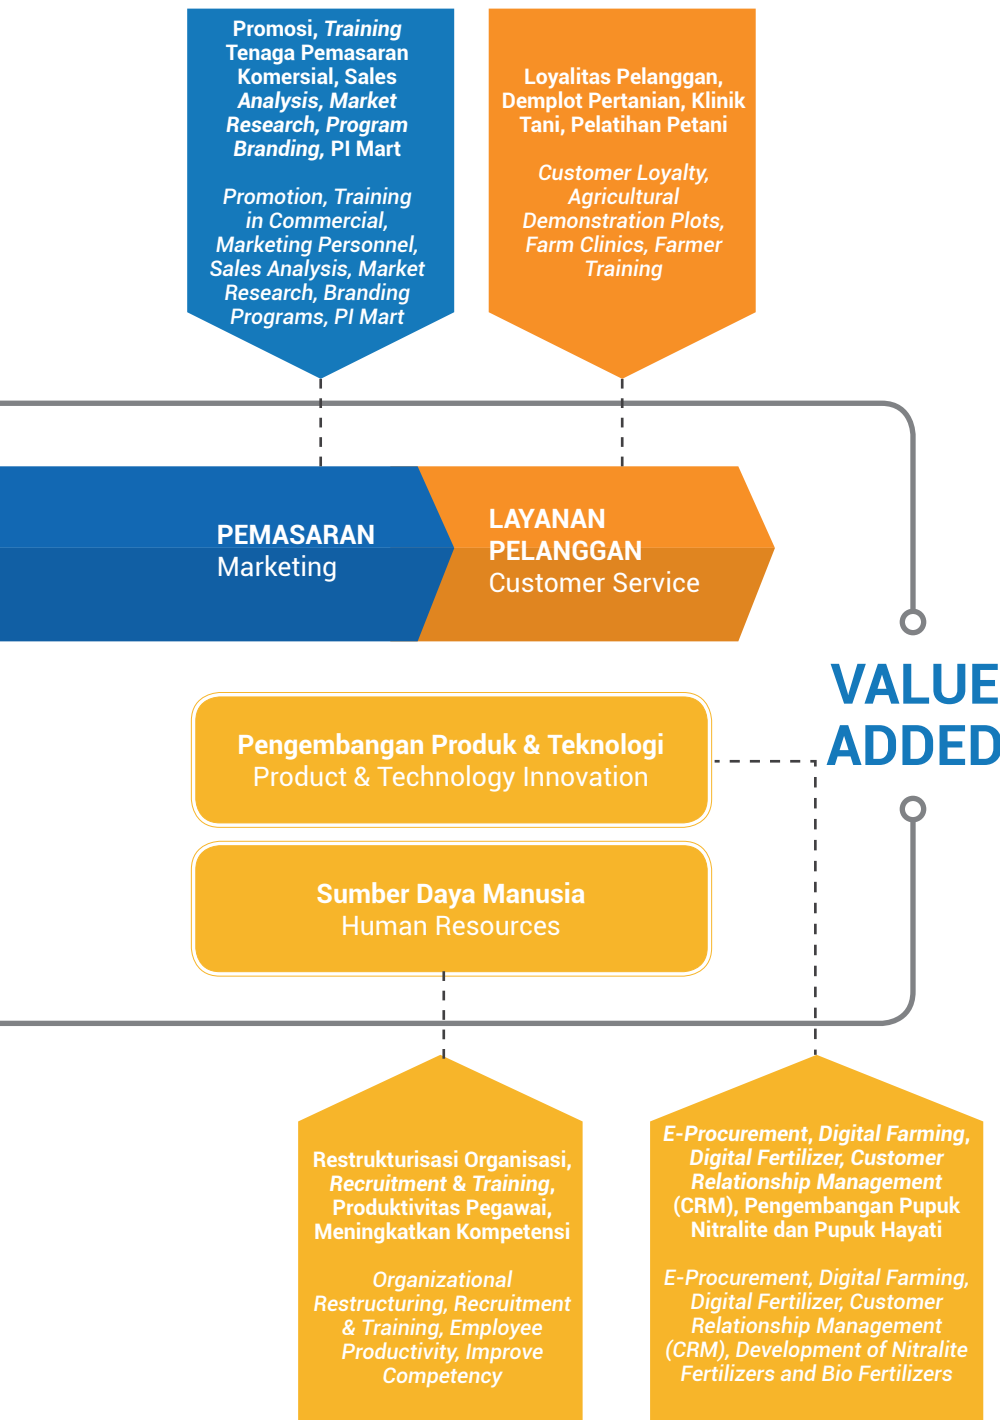 Promosi, Training
Tenaga Pemasaran
Komersial, Sales
Analysis, Market
Research, Program
Branding, PI Mart
Promotion, Training
in Commercial,
Marketing Personnel,
Sales Analysis, Market
Research, Branding
Programs, PI Mart
Loyalitas Pelanggan,
Demplot Pertanian, Klinik
Tani, Pelatihan Petani
Customer Loyalty,
Agricultural
Demonstration Plots,
Farm Clinics, Farmer
Training
PEMASARAN
Marketing
LAYANAN
PELANGGAN
Customer Service
VALUE
ADDED
Pengembangan Produk & Teknologi
Product & Technology Innovation
Sumber Daya Manusia
Human Resources
Restrukturisasi Organisasi,
Recruitment & Training,
Produktivitas Pegawai,
Meningkatkan Kompetensi
Organizational
Restructuring, Recruitment
& Training, Employee
Productivity, Improve
Competency
E-Procurement, Digital Farming,
Digital Fertilizer, Customer
Relationship Management
(CRM), Pengembangan Pupuk
Nitralite dan Pupuk Hayati
E-Procurement, Digital Farming,
Digital Fertilizer, Customer
Relationship Management
(CRM), Development of Nitralite
Fertilizers and Bio Fertilizers